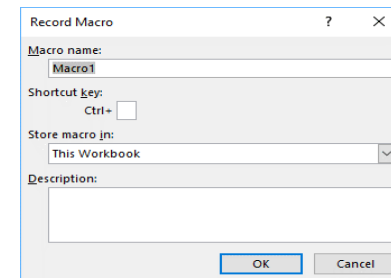 Record Macro ? ×
Macro name:
Macro1
Shortcut key:
Ctrl+
Store macro in:
This Workbook
Description:
OK Cancel